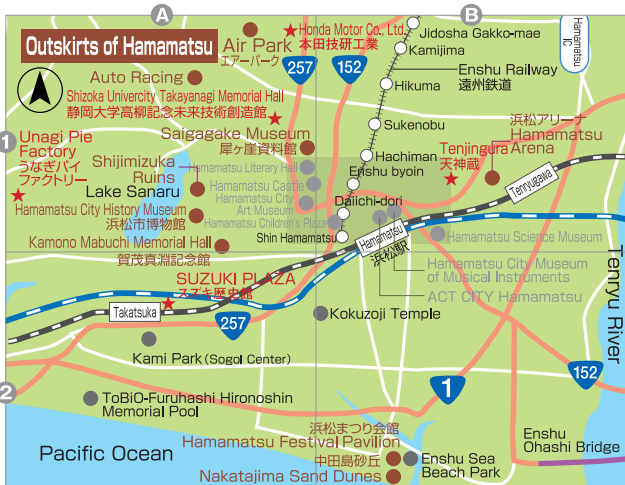 A
B
Outskirts of Hamamatsu
Air Park
エアーパーク
Honda Motor Co., Ltd.
本田技研工業
Jidosha Gakko-mae
Kamijima
Hamamatsu
IC
257
152
Enshu Railway
遠州鉄道
Auto Racing
Hikuma
Shizoka Univercity Takayanagi Memorial Hall
静岡大学高柳記念未来技術創造館
Sukenobu
1
Unagi Pie
Factory
うなぎパイ
ファクトリー
Saigagake Museum
犀ヶ崖資料館
浜松アリーナ
Hamamatsu
Arena
Tenjingura
天神蔵
Hachiman
Shijimizuka
Ruins
Hamamatsu Literary Hall
Enshu byoin
Tenryugawa
Lake Sanaru
Hamamatsu Castle
Hamamatsu City
Art Museum
Daiichi-dori
Hamamatsu City History Museum
浜松市博物館
Hamamatsu Children's Plaza
Shin Hamamatsu
Hamamatsu
浜松駅
Hamamatsu Science Museum
Kamono Mabuchi Memorial Hall
賀茂真淵記念館
Hamamatsu City Museum
of Musical Instruments
ACT CITY Hamamatsu
Tenryu River
SUZUKI PLAZA
スズキ歴史館
Takatsuka
257
Kokuzoji Temple
Kami Park (Sogol Center)
152
2
1
ToBiO-Furuhashi Hironoshin
Memorial Pool
浜松まつり会館
Hamamatsu Festival Pavilion
Enshu
Ohashi Bridge
Pacific Ocean
中田島砂丘
Nakatajima Sand Dunes
Enshu Sea
Beach Park